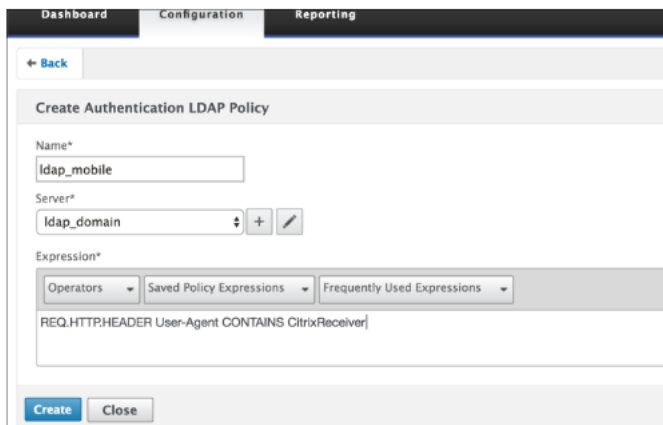 Dashboard Configuration Reporting
← Back
Create Authentication LDAP Policy
Name*
ldap_mobile
Server*
ldap_domain +
Expression*
Operators Saved Policy Expressions Frequently Used Expressions
REQ.HTTP.HEADER User-Agent CONTAINS CitrixReceiver
Create Close